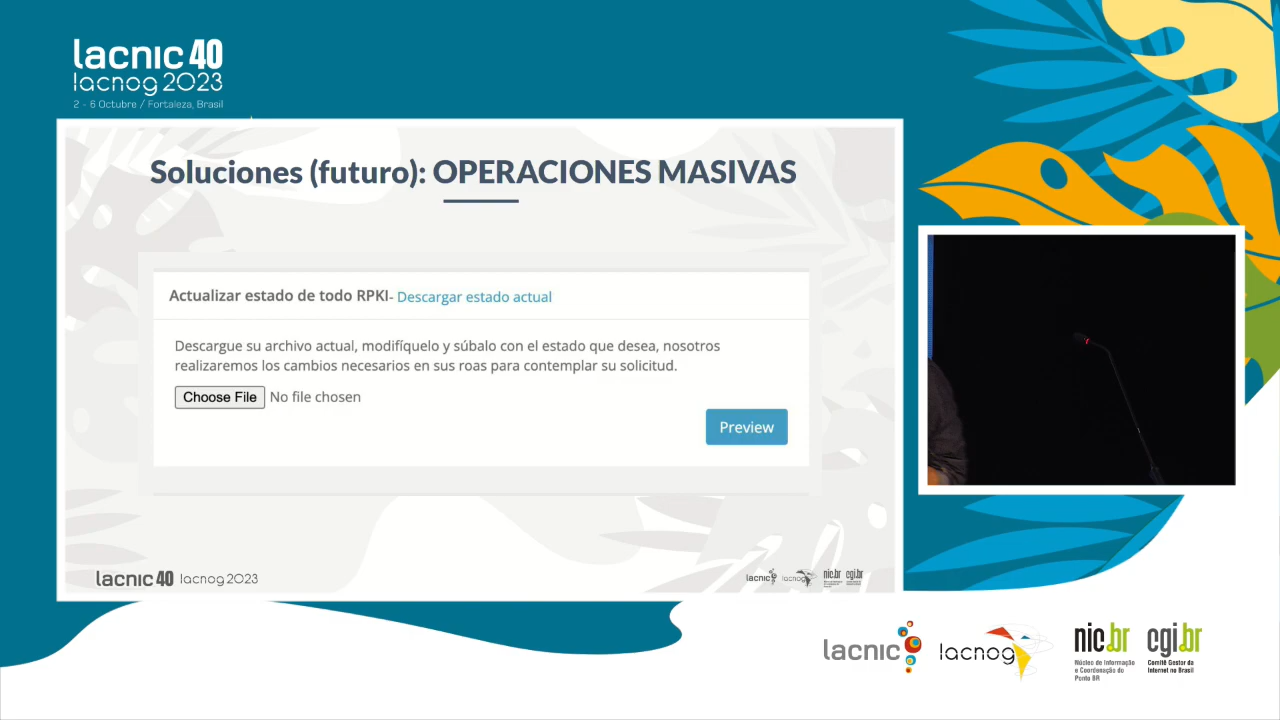 lacnic 40
lacnog 2023
2 - 6 Octubre / Fortaleza, Brasil
Soluciones (futuro): OPERACIONES MASIVAS
Actualizar estado de todo RPKI- Descargar estado actual
Descargue su archivo actual, modifíquelo y súbalo con el estado que desea, nosotros
realizaremos los cambios necesarios en sus roas para contemplar su solicitud.
Choose File No file chosen
Preview
lacnic 40 lacnog 2023
lacnic lacnog nic.br cgi.br
lacnic lacnog nic.br cgi.br
Núcleo de Informação
e Coordenação do
Ponto BR
Comitê Gestor da
Internet no Brasil